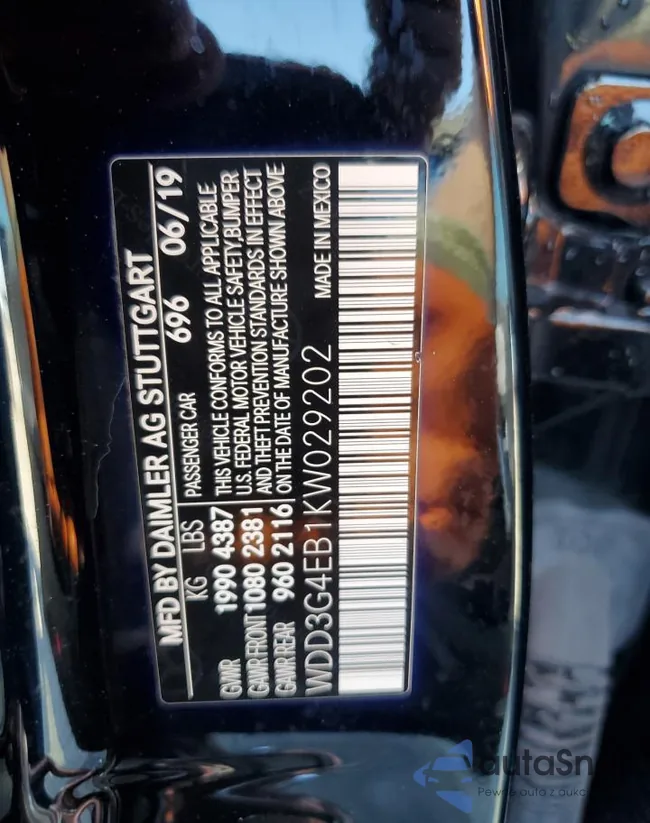 MFD BY DAIMLER AG STUTTGART
KG LBS PASSENGER CAR 696 06/19
GVWR 1990 4387 THIS VEHICLE CONFORMS TO ALL APPLICABLE
GAWR FRONT 1080 2381 U.S. FEDERAL MOTOR VEHICLE SAFETY,BUMPER
GAWR REAR 960 2116 AND THEFT PREVENTION STANDARDS IN EFFECT
ON THE DATE OF MANUFACTURE SHOWN ABOVE
WDD3G4EB1KW029202 MADE IN MEXICO
autaSn
Pewne auta z